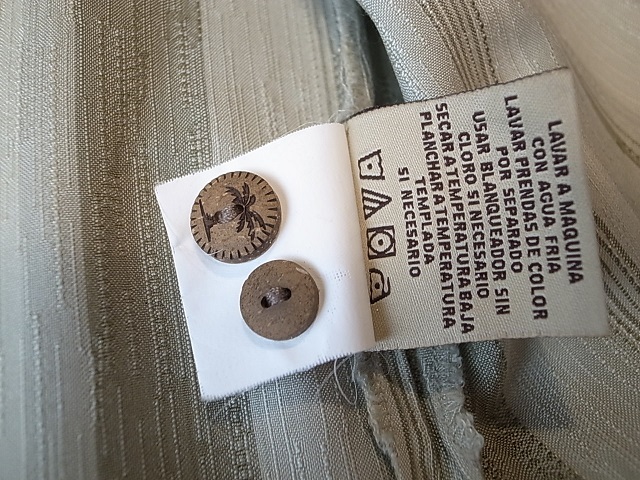 LAVAR A MAQUINA
CON AGUA FRIA
LAVAR PRENDAS DE COLOR
POR SEPARADO
USAR BLANQUEADOR SIN
CLORO SI NECESARIO
SECAR A TEMPERATURA BAJA
PLANCHAR A TEMPERATURA
TEMPLADA
SI NECESARIO